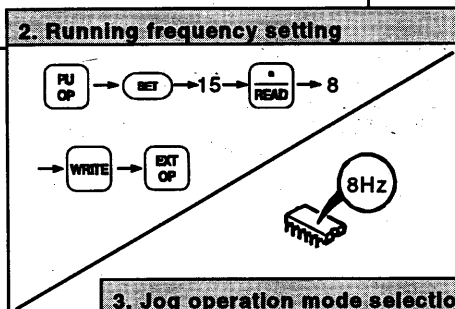 2. Running frequency setting
PU OP → SET → 15 → READ → 8
→ WRITE → EXT OP
8Hz
3. Jog operation mode selectio